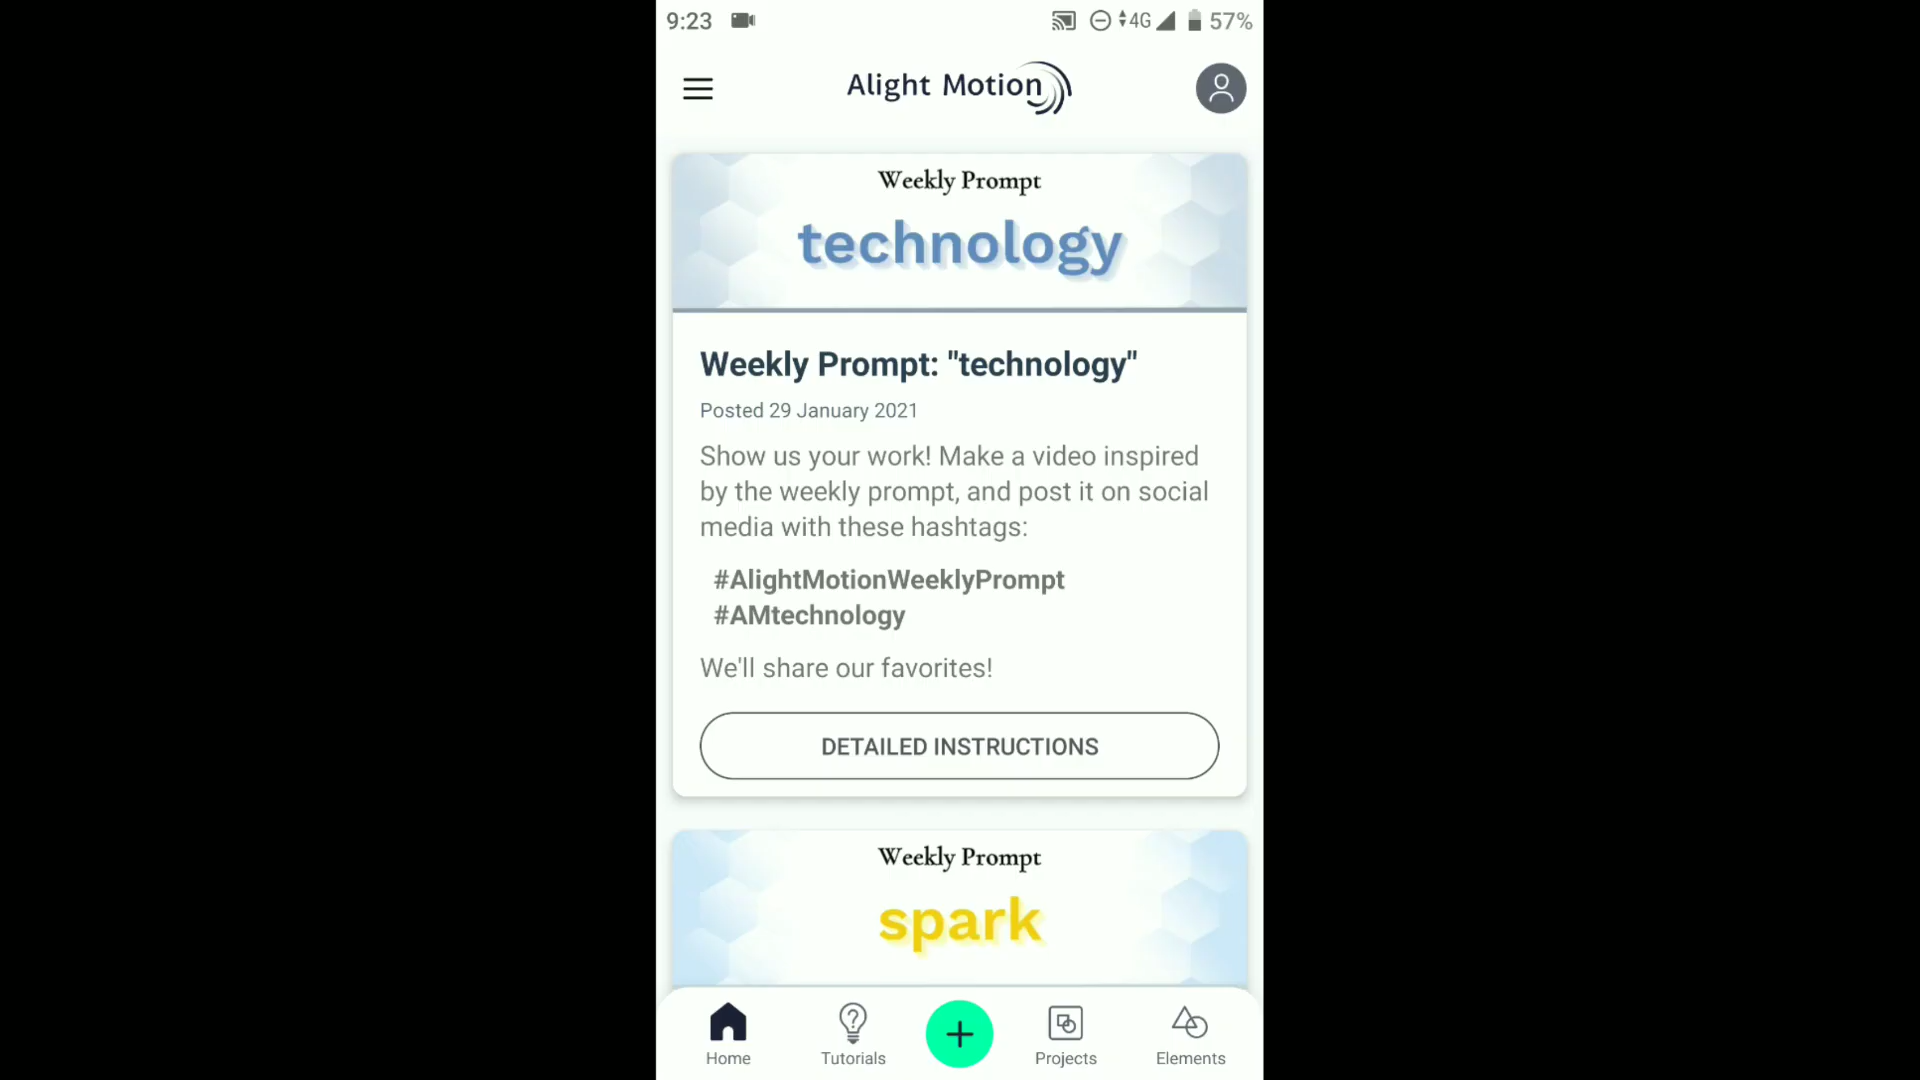 9:23
4G
57%
Alight Motion
Weekly Prompt
technology
Weekly Prompt: "technology"
Posted 29 January 2021
Show us your work! Make a video inspired
by the weekly prompt, and post it on social
media with these hashtags:
#AlightMotionWeeklyPrompt
#AMtechnology
We'll share our favorites!
DETAILED INSTRUCTIONS
Weekly Prompt
spark
Home
Tutorials
Projects
Elements